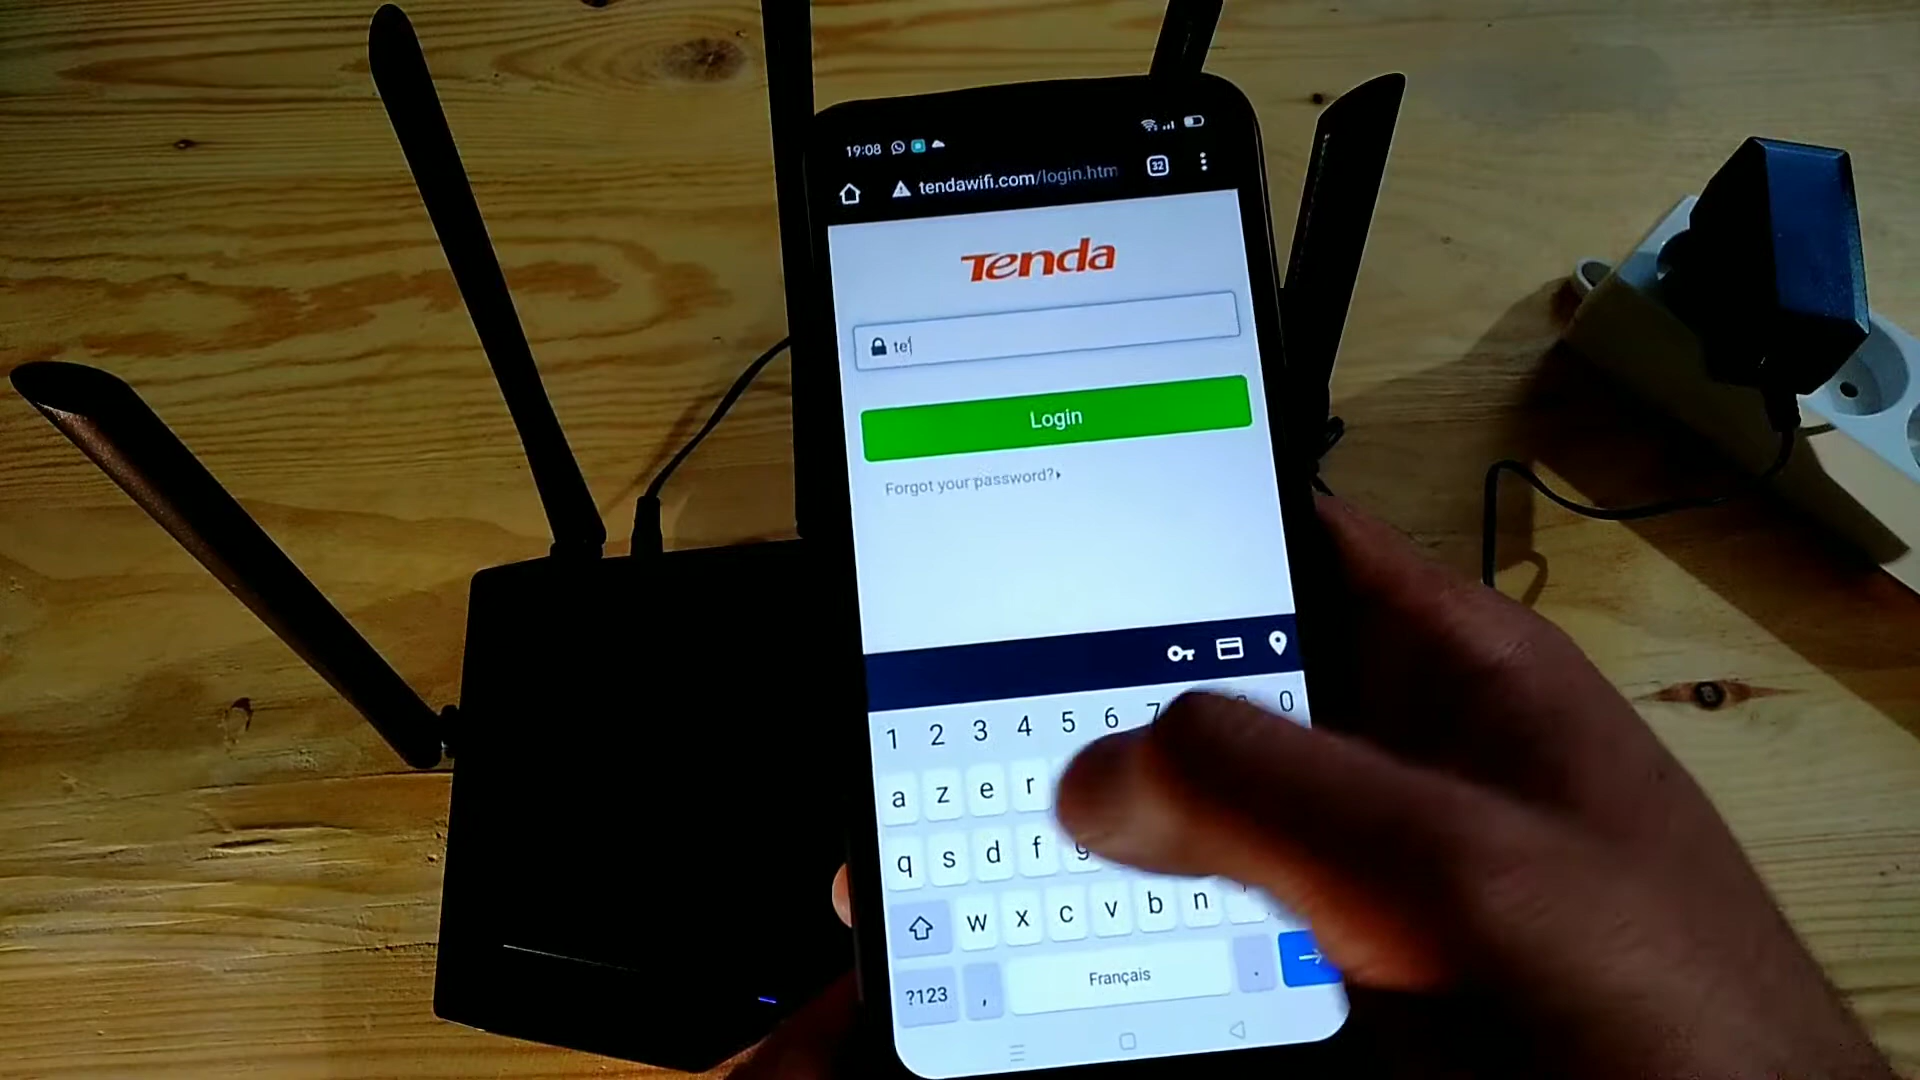 19:08
tendawifi.com/login.htm
32
Tenda
te
Login
Forgot your password?
1 2 3 4 5 6 7 0
a z e r
q s d f g
w x c v b n
?123 , Français .